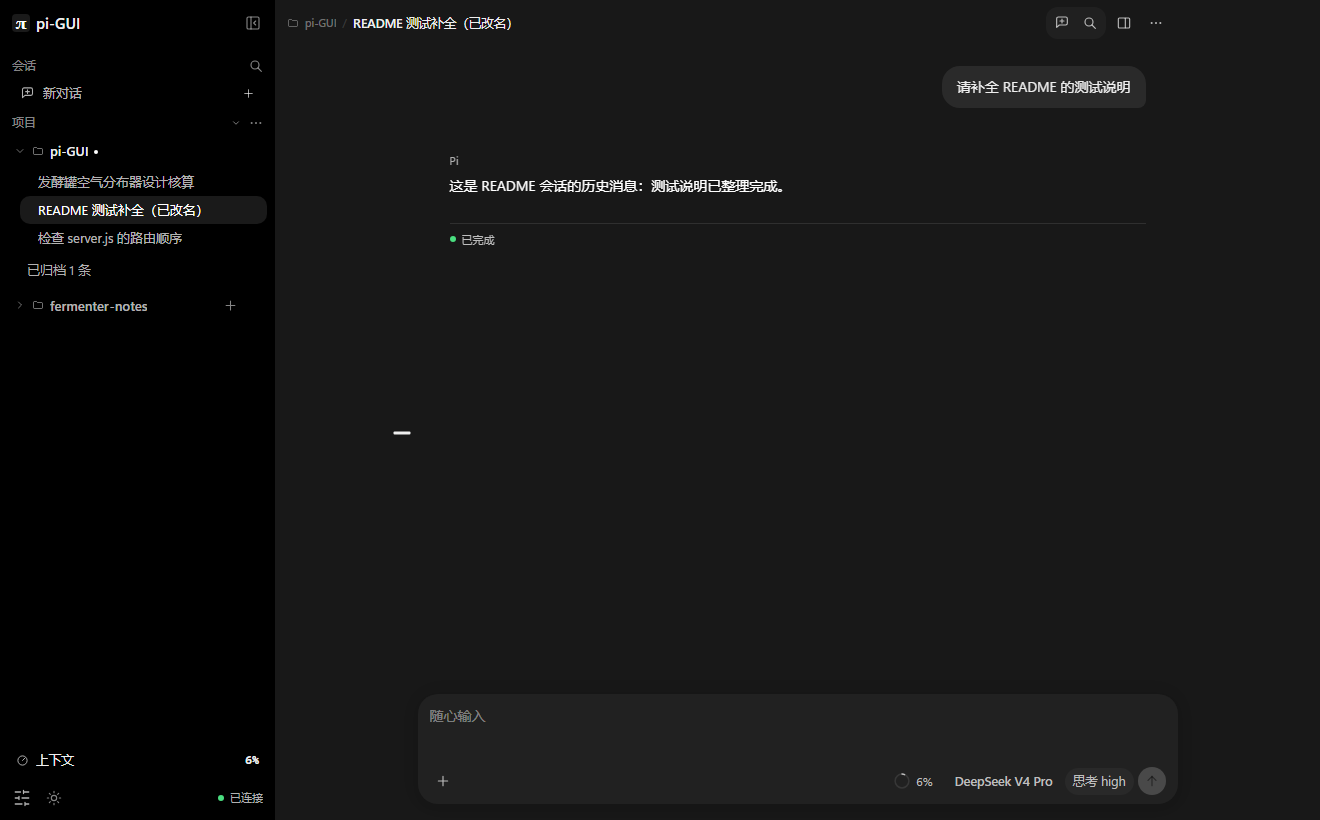 π pi-GUI
会话
新对话
项目
pi-GUI
发酵罐空气分布器设计核算
README 测试补全（已改名）
检查 server.js 的路由顺序
已归档 1 条
fermenter-notes
上下文 6%
已连接
pi-GUI / README 测试补全（已改名）
请补全 README 的测试说明
Pi
这是 README 会话的历史消息：测试说明已整理完成。
已完成
随心输入
6% DeepSeek V4 Pro 思考 high